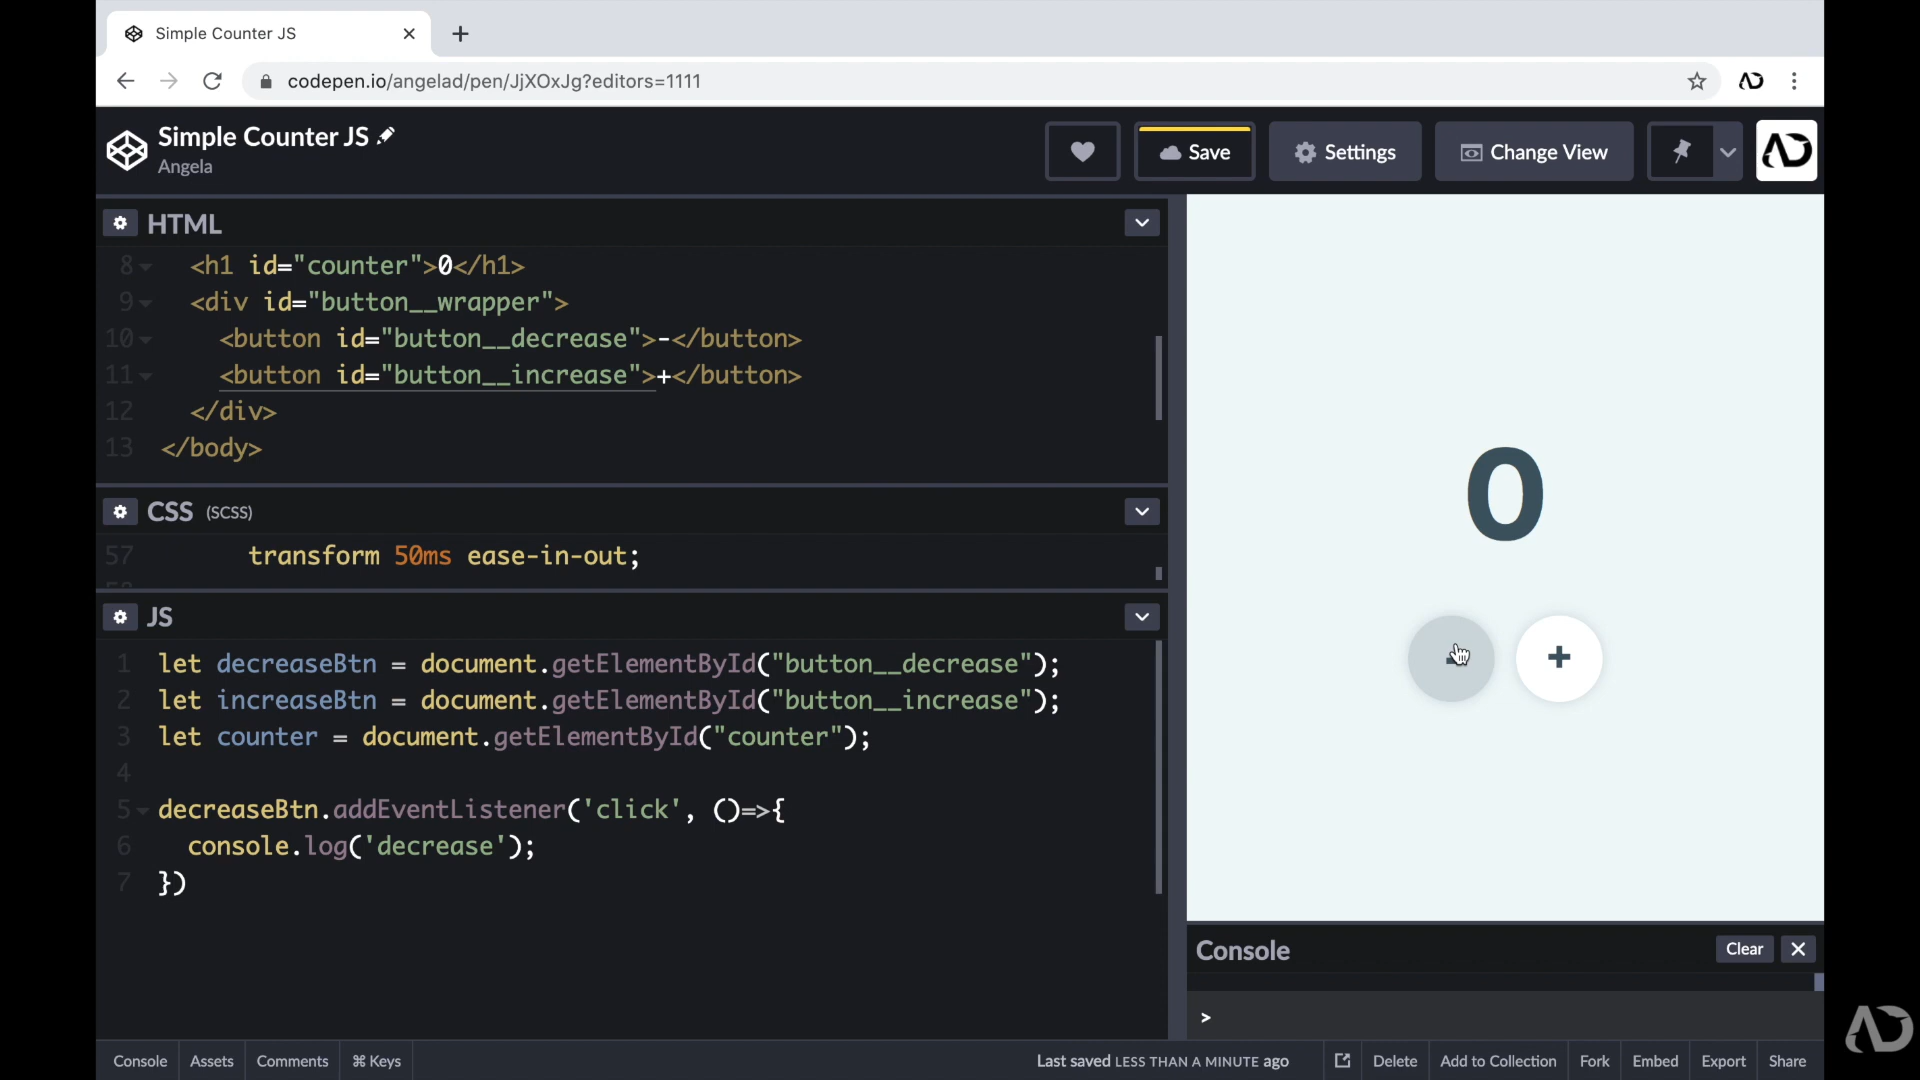 Simple Counter JS
codepen.io/angelad/pen/JjXOxJg?editors=1111
Simple Counter JS
Angela
Save
Settings
Change View
HTML
8 <h1 id="counter">0</h1>
9 <div id="button__wrapper">
10 <button id="button__decrease">-</button>
11 <button id="button__increase">+</button>
12 </div>
13 </body>
CSS (SCSS)
57 transform 50ms ease-in-out;
JS
1 let decreaseBtn = document.getElementById("button__decrease");
2 let increaseBtn = document.getElementById("button__increase");
3 let counter = document.getElementById("counter");
4
5 decreaseBtn.addEventListener('click', ()=>{
6 console.log('decrease');
7 })
0
- +
Console Clear
>
Console Assets Comments ⌘ Keys Last saved LESS THAN A MINUTE ago Delete Add to Collection Fork Embed Export Share